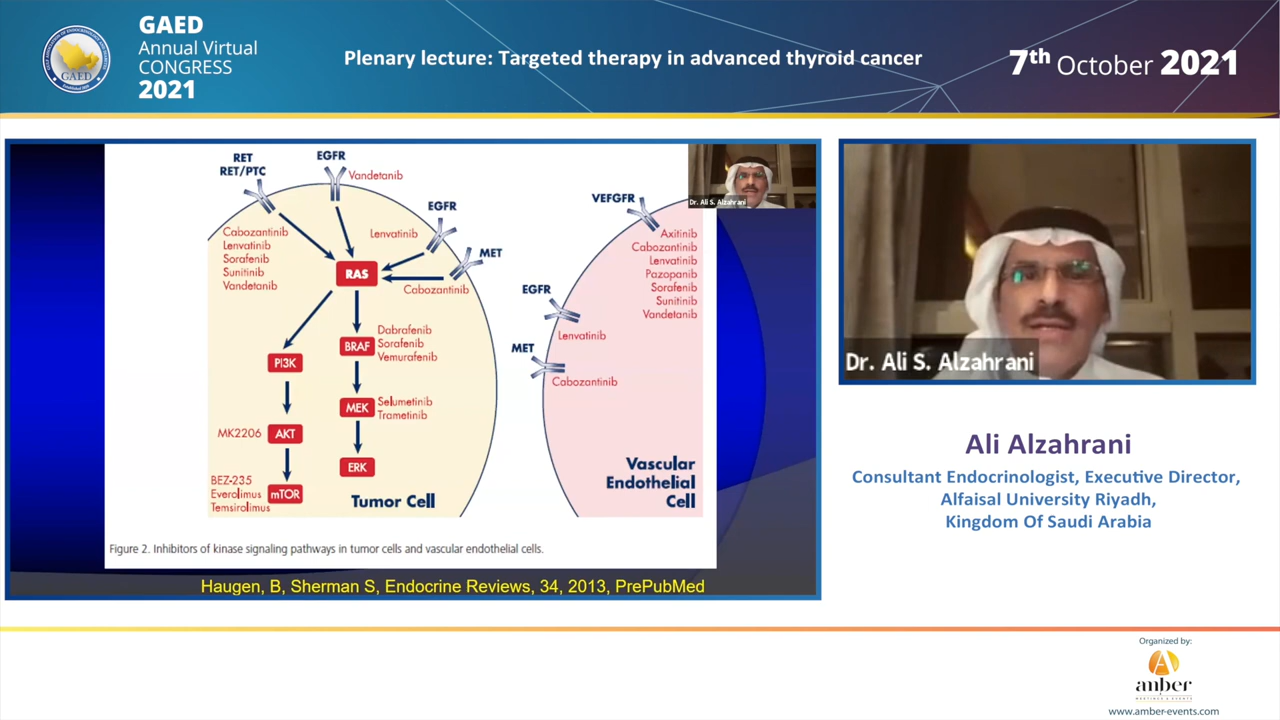 GAED
Annual Virtual
CONGRESS
2021
GAED
Plenary lecture: Targeted therapy in advanced thyroid cancer
7th October 2021
RET
RET/PTC
EGFR
Vandetanib
EGFR
Lenvatinib
MET
Cabozantinib
Cabozantinib
Lenvatinib
Sorafenib
Sunitinib
Vandetanib
RAS
PI3K
BRAF
Dabrafenib
Sorafenib
Vemurafenib
MEK
Selumetinib
Trametinib
MK2206
AKT
ERK
BEZ-235
Everolimus
Temsirolimus
mTOR
Tumor Cell
VEFGFR
Axitinib
Cabozantinib
Lenvatinib
Pazopanib
Sorafenib
Sunitinib
Vandetanib
EGFR
Lenvatinib
MET
Cabozantinib
Vascular
Endothelial
Cell
Dr. Ali S. Alzahrani
Figure 2. Inhibitors of kinase signaling pathways in tumor cells and vascular endothelial cells.
Haugen, B, Sherman S, Endocrine Reviews, 34, 2013, PrePubMed
Dr. Ali S. Alzahrani
Ali Alzahrani
Consultant Endocrinologist, Executive Director,
Alfaisal University Riyadh,
Kingdom Of Saudi Arabia
Organized by:
amber
www.amber-events.com